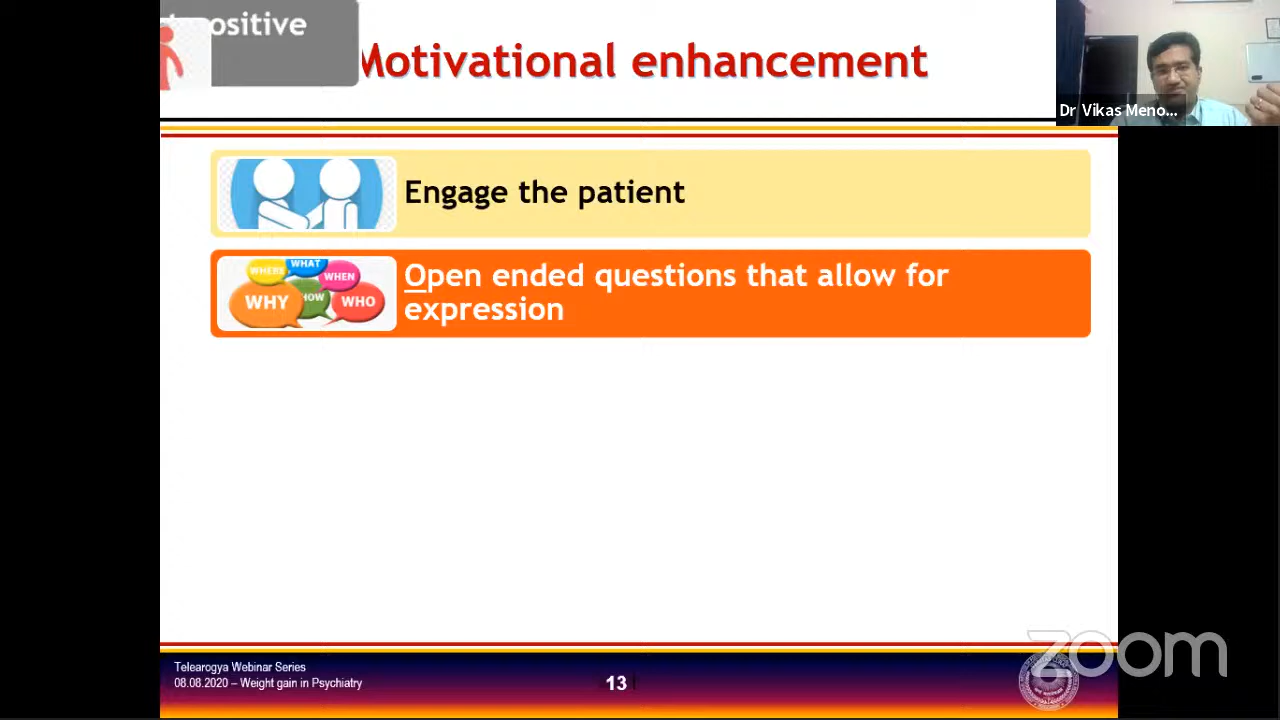 ositive
Motivational enhancement
Dr Vikas Meno...
Engage the patient
WHERE
WHAT
WHEN
WHY
HOW
WHO
Open ended questions that allow for
expression
Telearogya Webinar Series
08.08.2020 – Weight gain in Psychiatry
13
zoom